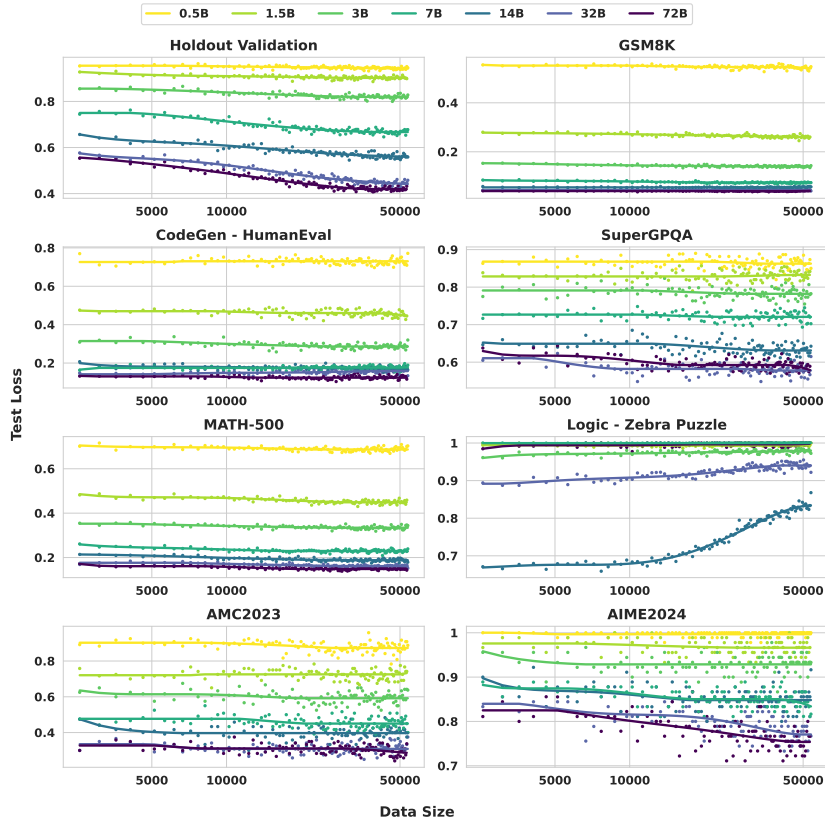 0.5B 1.5B 3B 7B 14B 32B 72B
Holdout Validation GSM8K
0.8
0.6
0.4
0.4
0.2
5000 10000 50000 5000 10000 50000
CodeGen - HumanEval SuperGPQA
0.8
0.6
0.4
0.2
0.9
0.8
0.7
0.6
5000 10000 50000 5000 10000 50000
MATH-500 Logic - Zebra Puzzle
0.6
0.4
0.2
1
0.9
0.8
0.7
5000 10000 50000 5000 10000 50000
AMC2023 AIME2024
0.8
0.6
0.4
1
0.9
0.8
0.7
5000 10000 50000 5000 10000 50000
Test Loss
Data Size